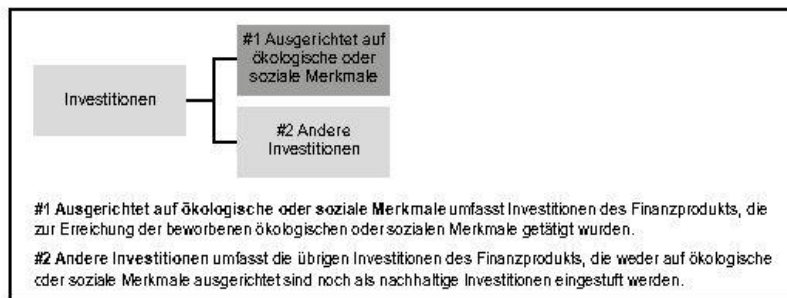 #1 Ausgerichtet auf
ökologische oder
soziale Merkmale
Investitionen
#2 Andere
Investitionen
#1 Ausgerichtet auf ökologische oder soziale Merkmale umfasst Investitionen des Finanzprodukts, die
zur Erreichung der beworbenen ökologischen oder sozialen Merkmale getätigt wurden.
#2 Andere Investitionen umfasst die übrigen Investitionen des Finanzprodukts, die weder auf ökologische
oder soziale Merkmale ausgerichtet sind noch als nachhaltige Investitionen eingestuft werden.